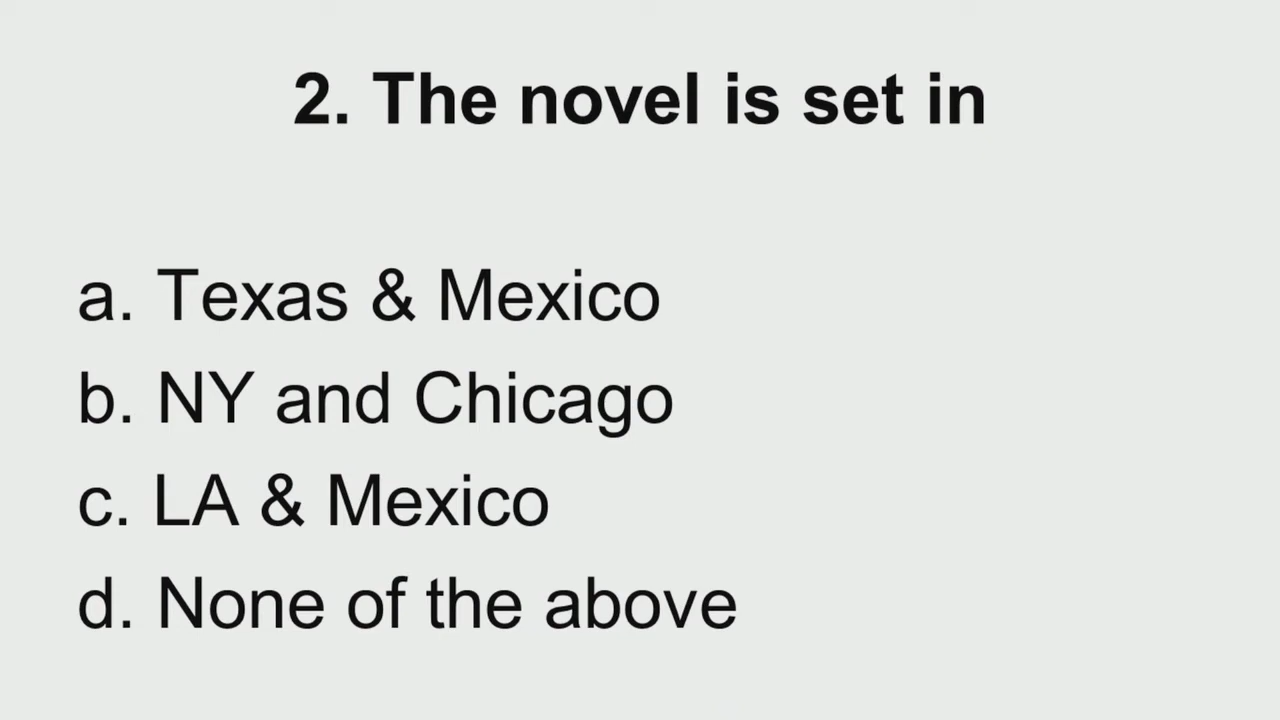 2. The novel is set in
a. Texas & Mexico
b. NY and Chicago
c. LA & Mexico
d. None of the above